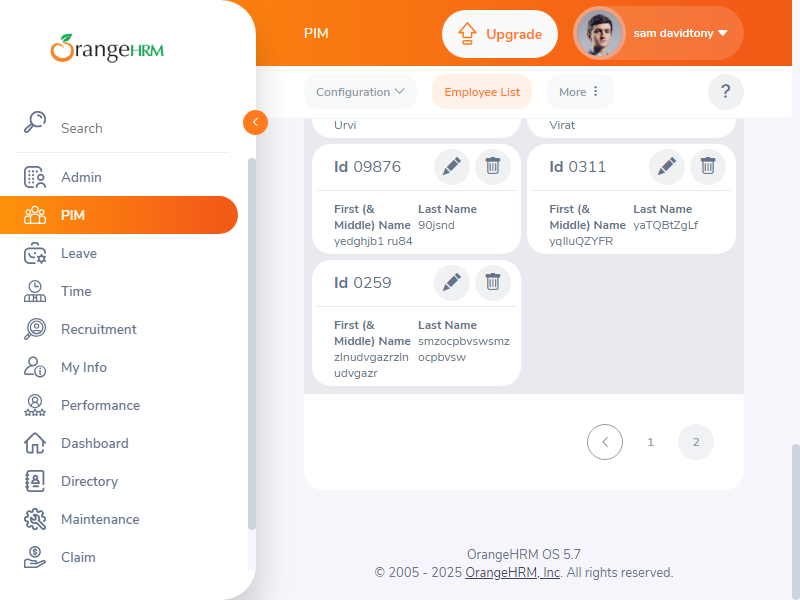 OrangeHRM
Search
Admin
PIM
Leave
Time
Recruitment
My Info
Performance
Dashboard
Directory
Maintenance
Claim
PIM
Upgrade
sam davidtony
Configuration
Employee List
More
?
Urvi
Virat
Id 09876
First (& Middle) Name
yedghjb1 ru84
Last Name
90jsnd
Id 0311
First (& Middle) Name
yqlluQZYFR
Last Name
yaTQBtZgLf
Id 0259
First (& Middle) Name
zlnudvgazrzln
udvgazr
Last Name
smzocpbvswsmz
ocpbvsw
1
2
OrangeHRM OS 5.7
© 2005 - 2025 OrangeHRM, Inc. All rights reserved.